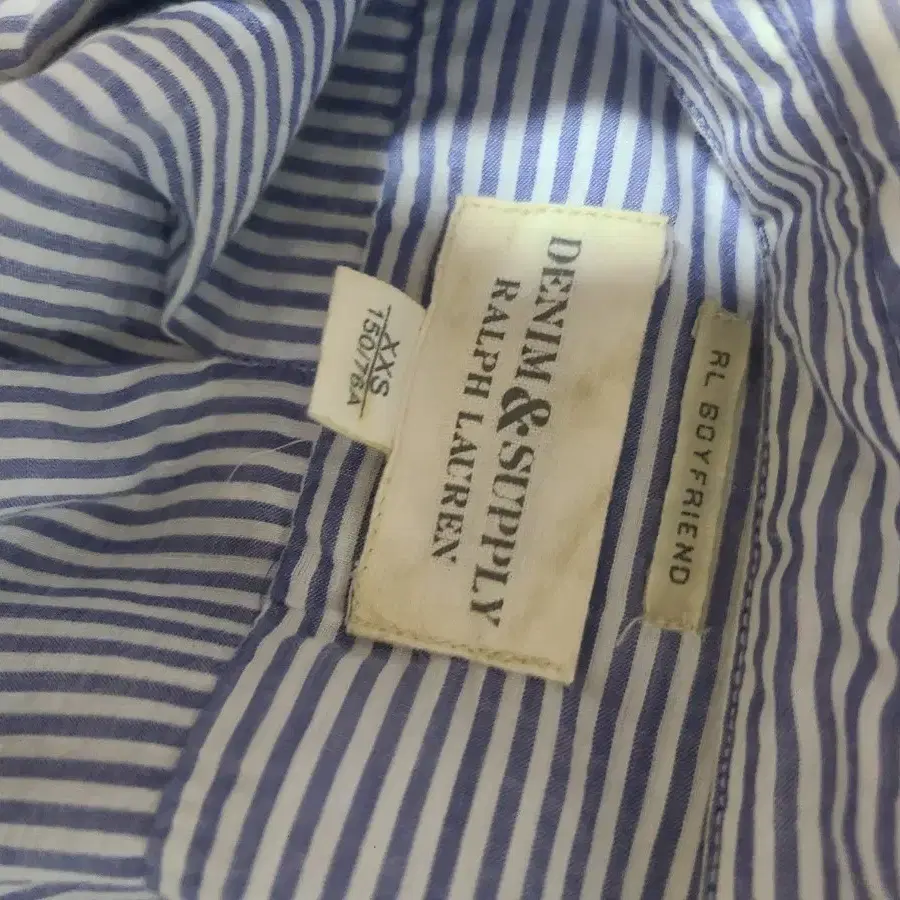 DENIM & SUPPLY
RALPH LAUREN
XXS
150/76A
RL BOYFRIEND